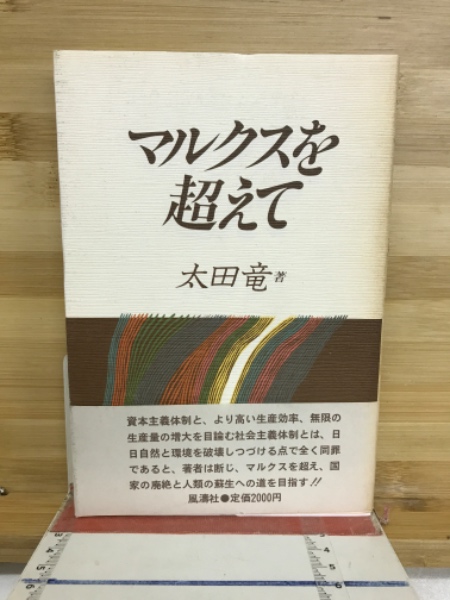 マルクスを
超えて
太田竜 著
資本主義体制と、より高い生産効率、無限の
生産量の増大を目論む社会主義体制とは、日
日自然と環境を破壊しつづける点で全く同罪
であると、著者は断じ、マルクスを超え、国
家の廃絶と人類の蘇生への道を目指す!!
風濤社●定価2000円